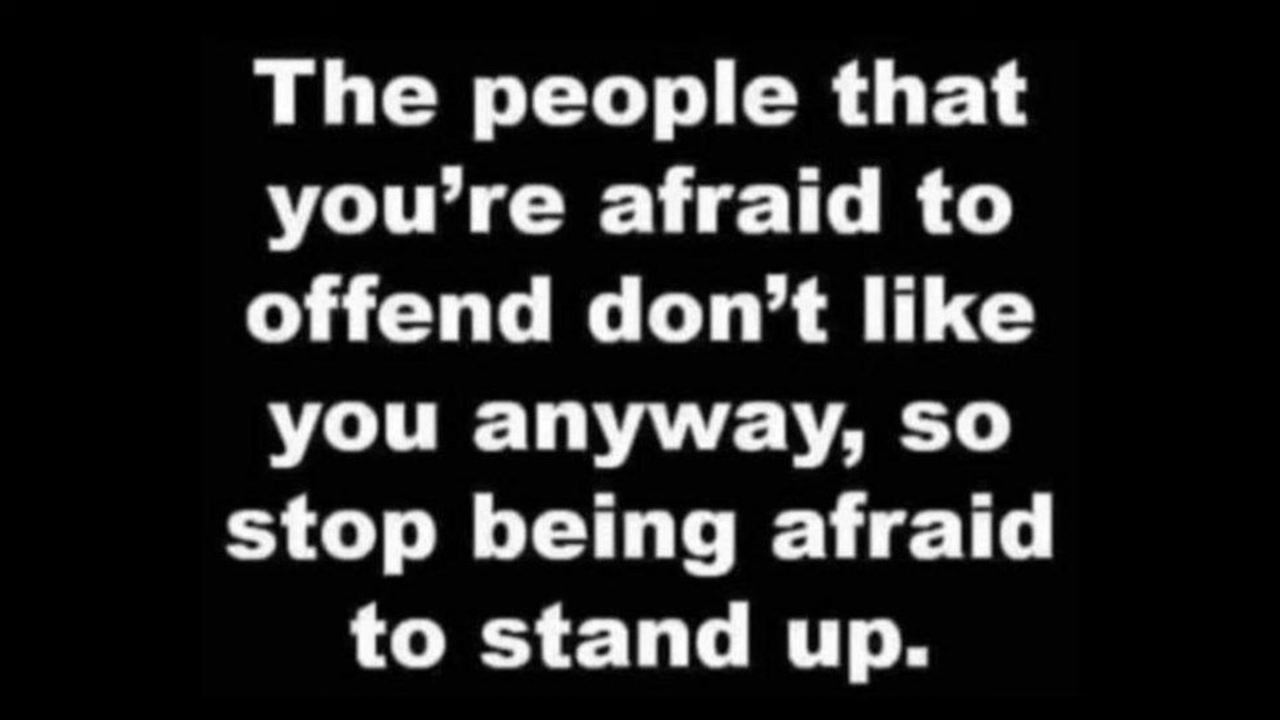 The people that
you’re afraid to
offend don’t like
you anyway, so
stop being afraid
to stand up.